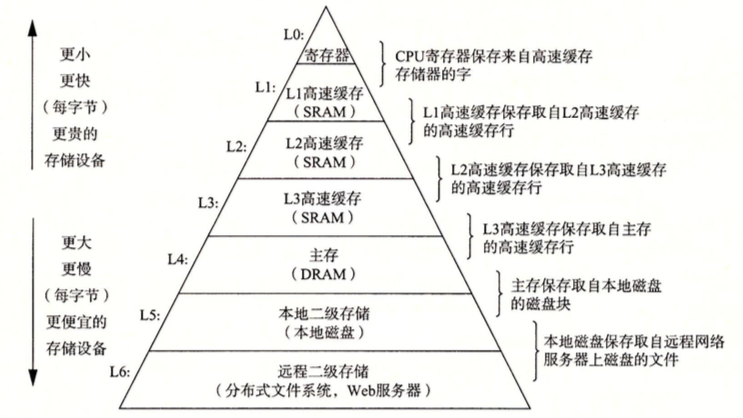 更小
更快
（每字节）
更贵的
存储设备
更大
更慢
（每字节）
更便宜的
存储设备
L0:
寄存器
CPU寄存器保存来自高速缓存
存储器的字
L1:
L1高速缓存
（SRAM）
L1高速缓存保存取自L2高速缓存
的高速缓存行
L2:
L2高速缓存
（SRAM）
L2高速缓存保存取自L3高速缓存
的高速缓存行
L3:
L3高速缓存
（SRAM）
L3高速缓存保存取自主存
的高速缓存行
L4:
主存
（DRAM）
主存保存取自本地磁盘
的磁盘块
L5:
本地二级存储
（本地磁盘）
本地磁盘保存取自远程网络
服务器上磁盘的文件
L6:
远程二级存储
（分布式文件系统，Web服务器）